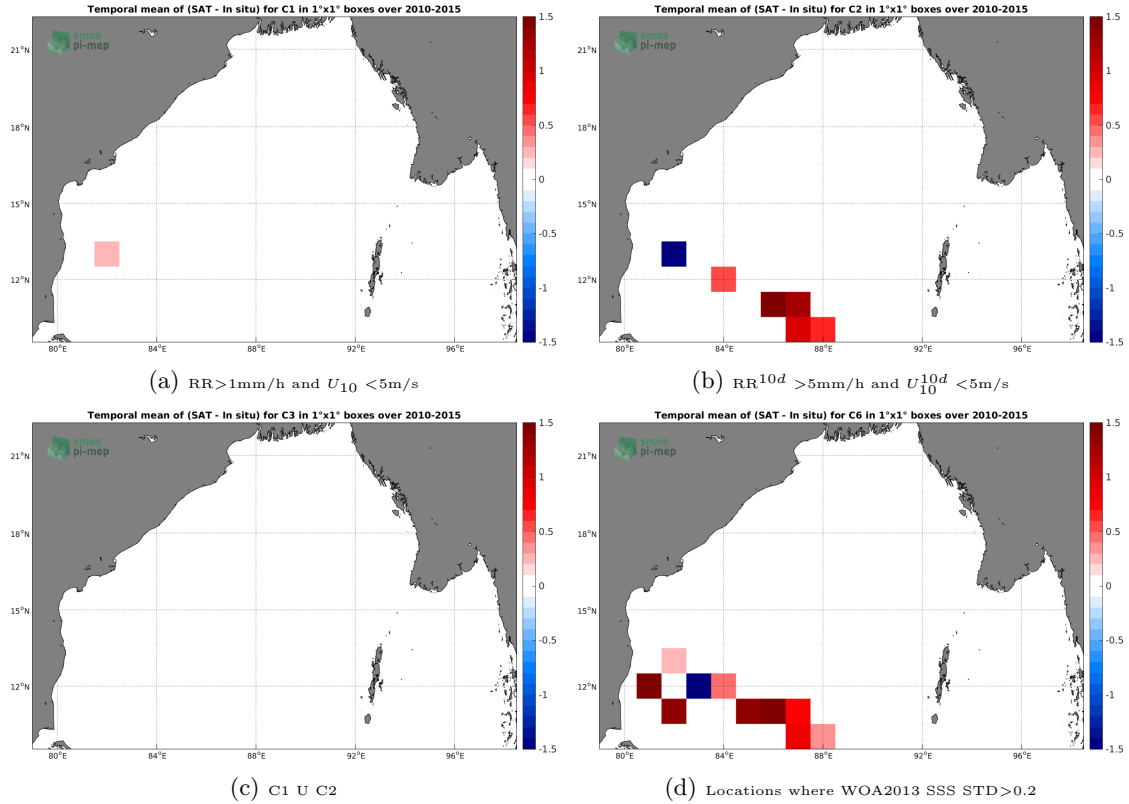 Temporal mean of (SAT - In situ) for C1 in 1°x1° boxes over 2010-2015
smos
pi-mep
21°N
18°N
15°N
12°N
80°E 84°E 88°E 92°E 96°E
1.5
1
0.5
0
-0.5
-1
-1.5
(a) RR>1mm/h and U10 <5m/s
Temporal mean of (SAT - In situ) for C2 in 1°x1° boxes over 2010-2015
smos
pi-mep
21°N
18°N
15°N
12°N
80°E 84°E 88°E 92°E 96°E
1.5
1
0.5
0
-0.5
-1
-1.5
(b) RR^10d >5mm/h and U10^10d <5m/s
Temporal mean of (SAT - In situ) for C3 in 1°x1° boxes over 2010-2015
smos
pi-mep
21°N
18°N
15°N
12°N
80°E 84°E 88°E 92°E 96°E
1.5
1
0.5
0
-0.5
-1
-1.5
(c) C1 U C2
Temporal mean of (SAT - In situ) for C6 in 1°x1° boxes over 2010-2015
smos
pi-mep
21°N
18°N
15°N
12°N
80°E 84°E 88°E 92°E 96°E
1.5
1
0.5
0
-0.5
-1
-1.5
(d) Locations where WOA2013 SSS STD>0.2